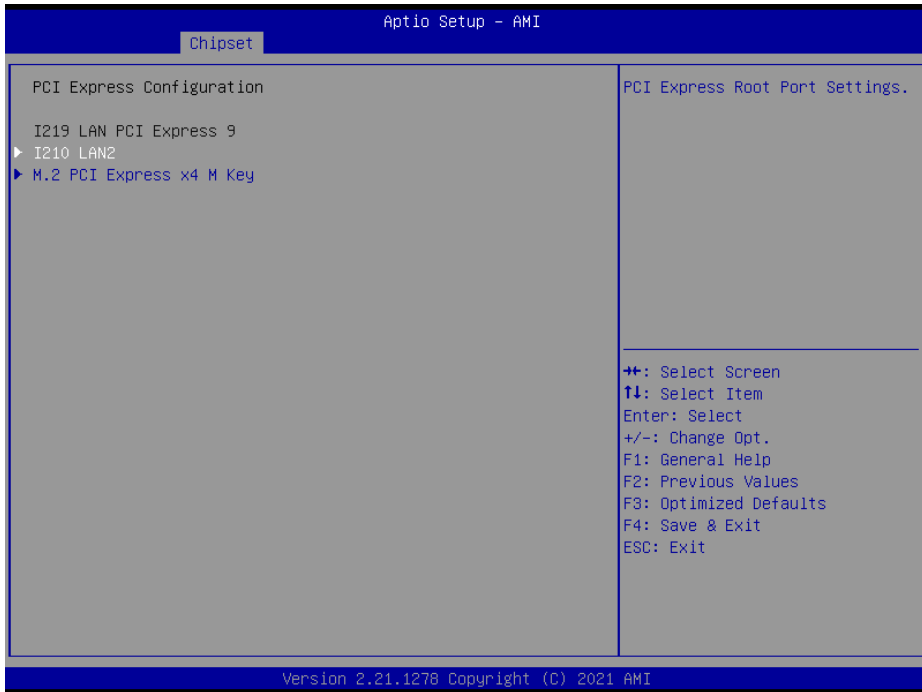 Aptio Setup – AMI
Chipset
PCI Express Configuration
I219 LAN PCI Express 9
▶ I210 LAN2
▶ M.2 PCI Express x4 M Key
PCI Express Root Port Settings.
→←: Select Screen
↑↓: Select Item
Enter: Select
+/-: Change Opt.
F1: General Help
F2: Previous Values
F3: Optimized Defaults
F4: Save & Exit
ESC: Exit
Version 2.21.1278 Copyright (C) 2021 AMI